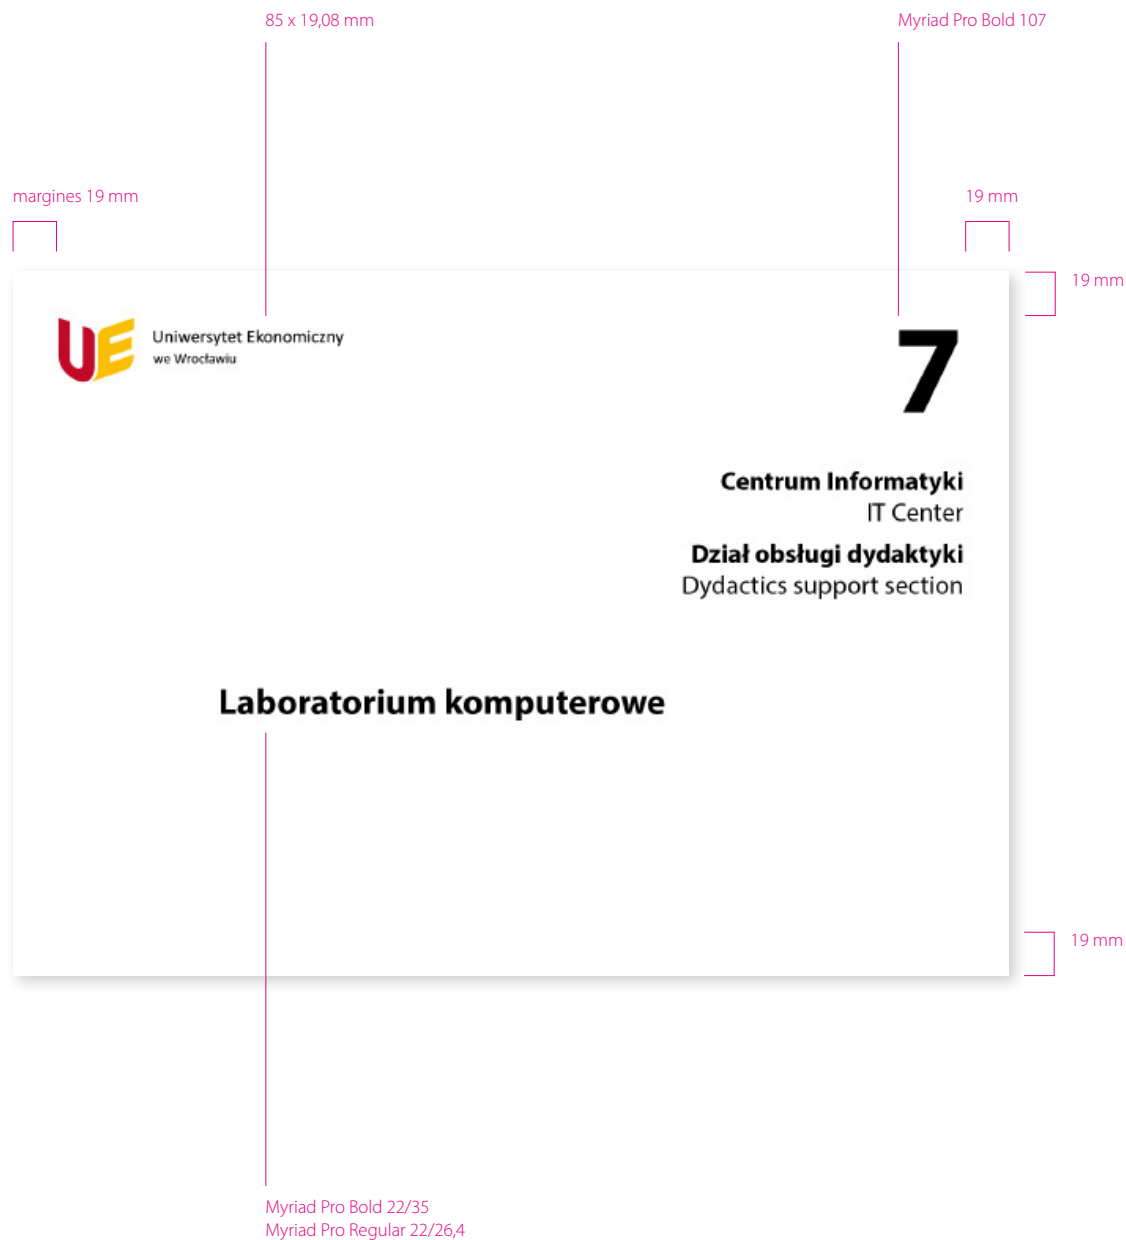 85 x 19,08 mm
Myriad Pro Bold 107
margines 19 mm
19 mm
19 mm
UE
Uniwersytet Ekonomiczny
we Wrocławiu
7
Centrum Informatyki
IT Center
Dział obsługi dydaktyki
Dydactics support section
Laboratorium komputerowe
19 mm
Myriad Pro Bold 22/35
Myriad Pro Regular 22/26,4